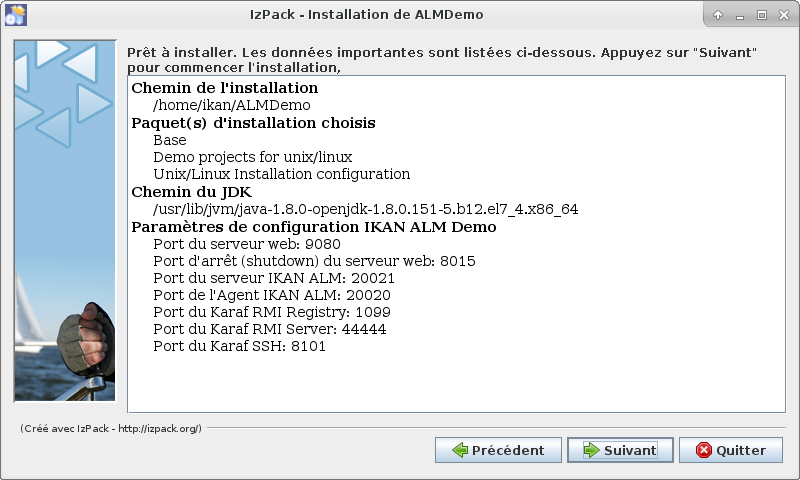 IzPack - Installation de ALMDemo
Prêt à installer. Les données importantes sont listées ci-dessous. Appuyez sur "Suivant"
pour commencer l'installation,
Chemin de l'installation
/home/ikan/ALMDemo
Paquet(s) d'installation choisis
Base
Demo projects for unix/linux
Unix/Linux Installation configuration
Chemin du JDK
/usr/lib/jvm/java-1.8.0-openjdk-1.8.0.151-5.b12.el7_4.x86_64
Paramètres de configuration IKAN ALM Demo
Port du serveur web: 9080
Port d'arrêt (shutdown) du serveur web: 8015
Port du serveur IKAN ALM: 20021
Port de l'Agent IKAN ALM: 20020
Port du Karaf RMI Registry: 1099
Port du Karaf RMI Server: 44444
Port du Karaf SSH: 8101
(Créé avec IzPack - http://izpack.org/)
Précédent
Suivant
Quitter